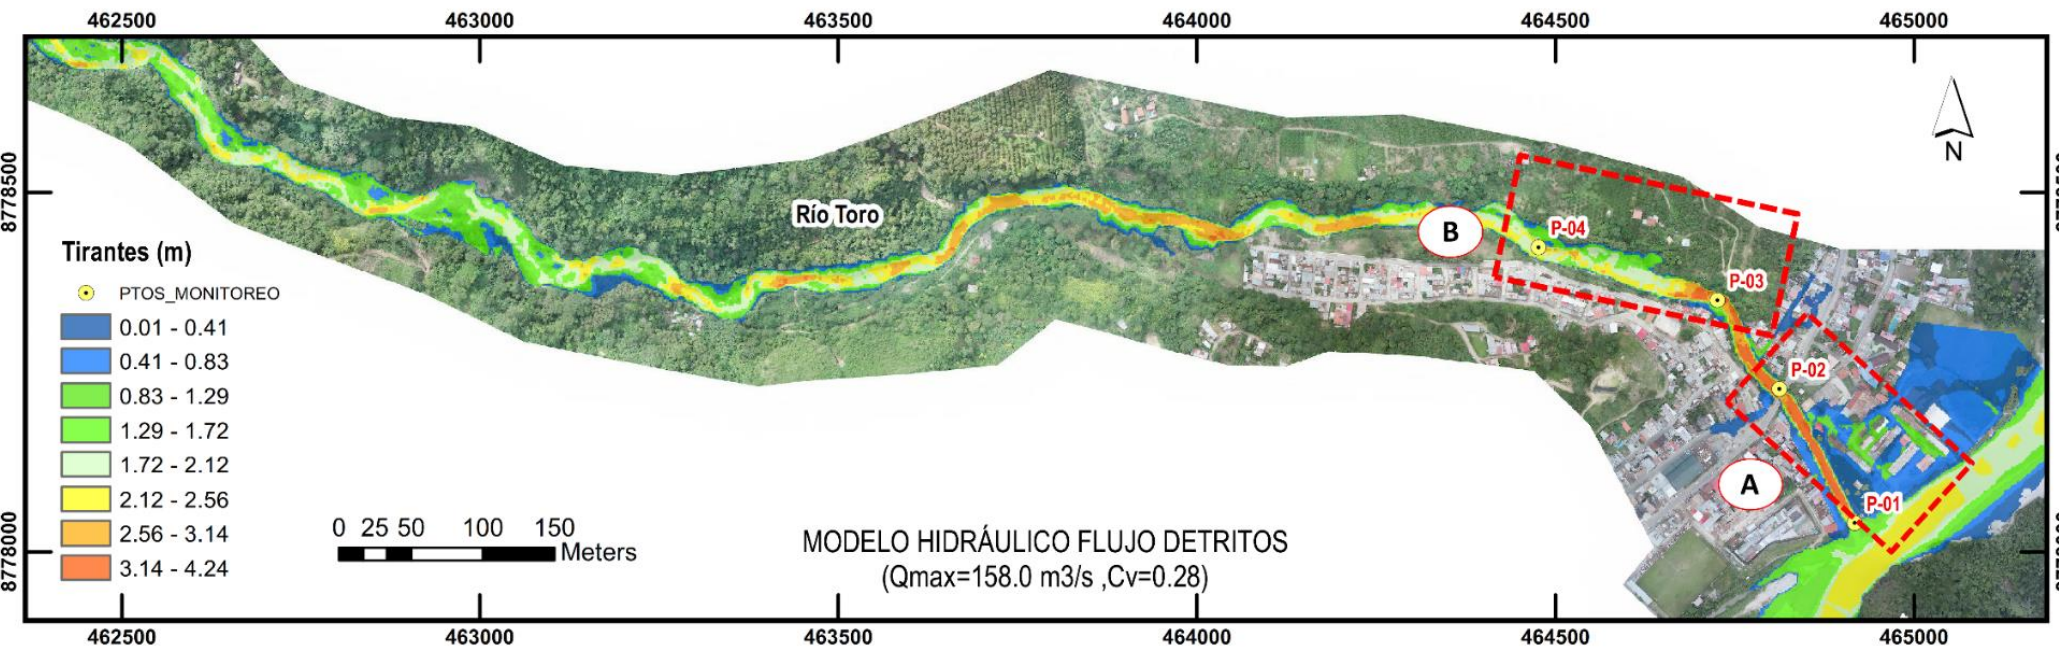 462500 463000 463500 464000 464500 465000
8778500
Río Toro
B
P-04
P-03
P-02
A
P-01
N
Tirantes (m)
PTOS_MONITOREO
0.01 - 0.41
0.41 - 0.83
0.83 - 1.29
1.29 - 1.72
1.72 - 2.12
2.12 - 2.56
2.56 - 3.14
3.14 - 4.24
0 25 50 100 150
Meters
MODELO HIDRÁULICO FLUJO DETRITOS
(Qmax=158.0 m3/s ,Cv=0.28)
8778000
462500 463000 463500 464000 464500 465000